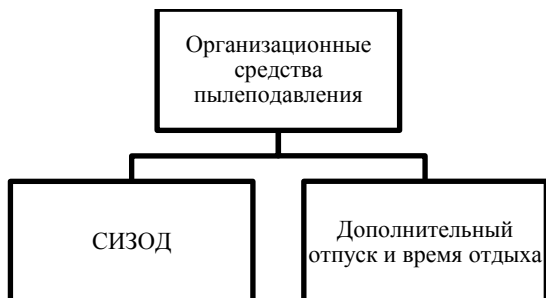 Организационные
средства
пылеподавления
СИЗОД
Дополнительный
отпуск и время отдыха